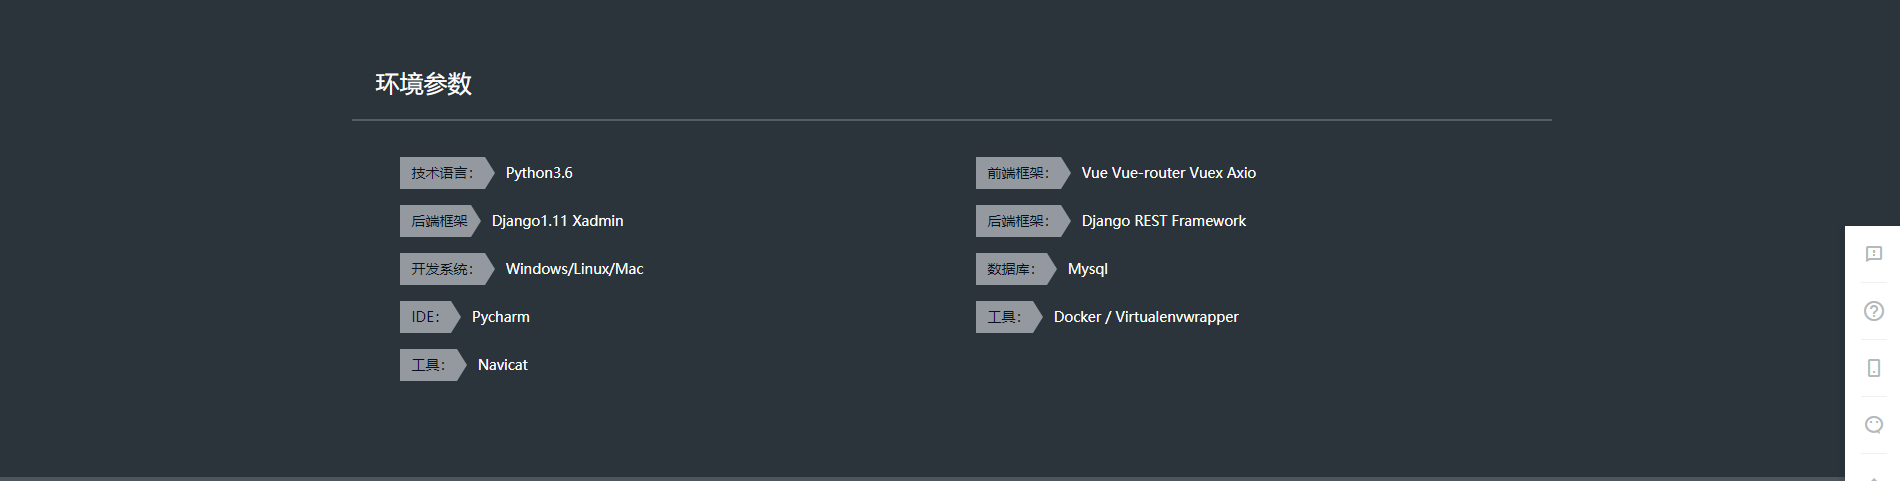 环境参数
技术语言： Python3.6
前端框架： Vue Vue-router Vuex Axio
后端框架 Django1.11 Xadmin
后端框架： Django REST Framework
开发系统： Windows/Linux/Mac
数据库： Mysql
IDE： Pycharm
工具： Docker / Virtualenvwrapper
工具： Navicat